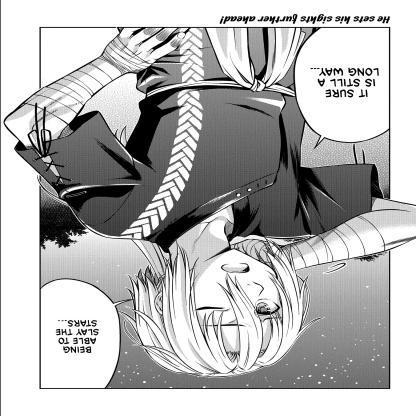 BEING
ABLE TO
SLAY THE
STARS...
IT SURE
IS STILL A
LONG WAY...
He sets his sights further ahead!